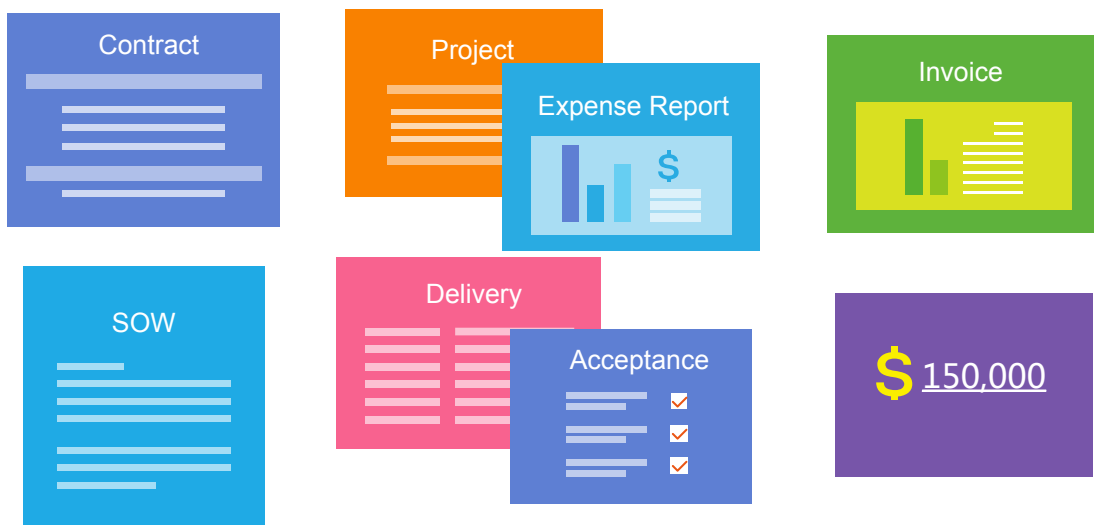 Contract
Project
Expense Report
$
Invoice
SOW
Delivery
Acceptance
$ 150,000